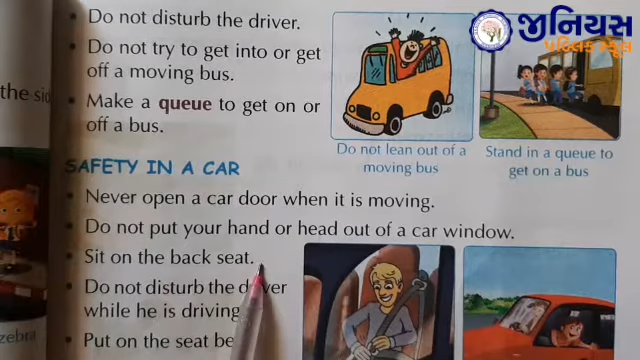 Do not disturb the driver.
Do not try to get into or get
off a moving bus.
Make a queue to get on or
off a bus.
Do not lean out of a
moving bus
Stand in a queue to
get on a bus
the sid
SAFETY IN A CAR
Never open a car door when it is moving.
Do not put your hand or head out of a car window.
Sit on the back seat.
Do not disturb the driver
while he is driving
Put on the seat be
zebra
જીનિયસ
પબ્લિક સ્કૂલ